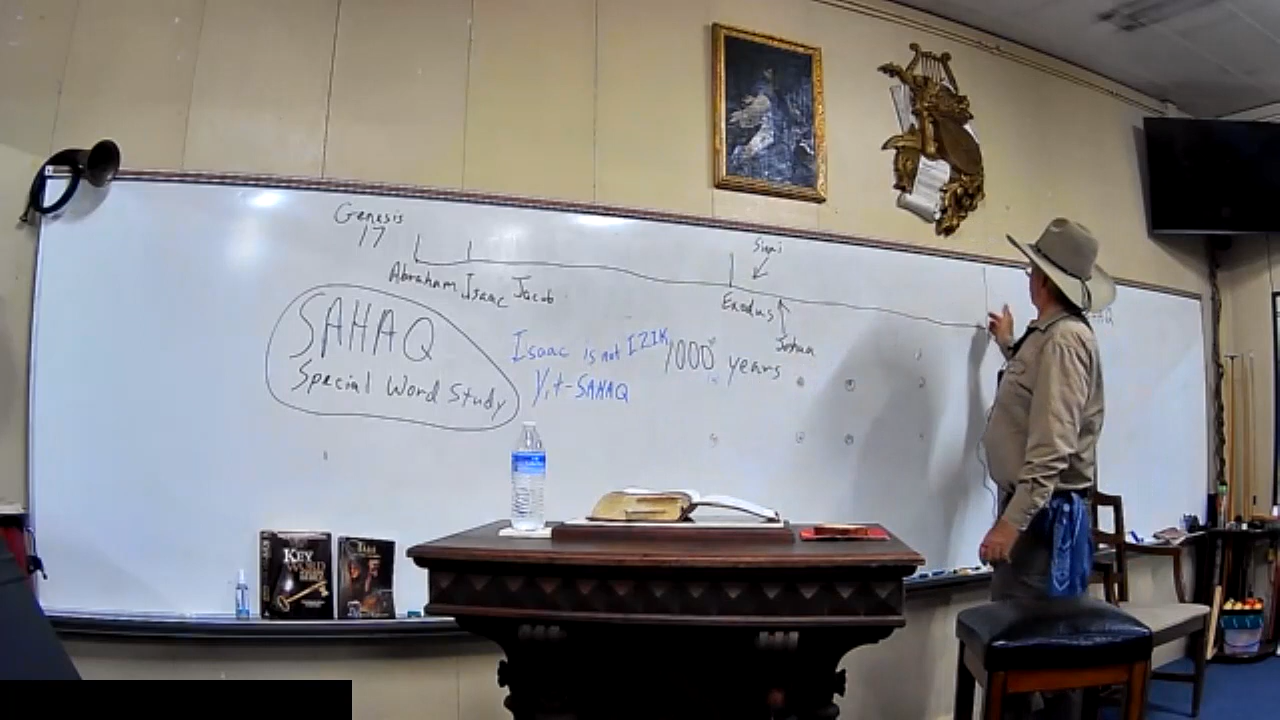 Genesis
17
Sinai
Abraham Isaac Jacob
Exodus
Joshua
SAHAQ
Special Word Study
Isaac is not IZIK
Yit-SAHAQ
1000 years
KEY
WORD